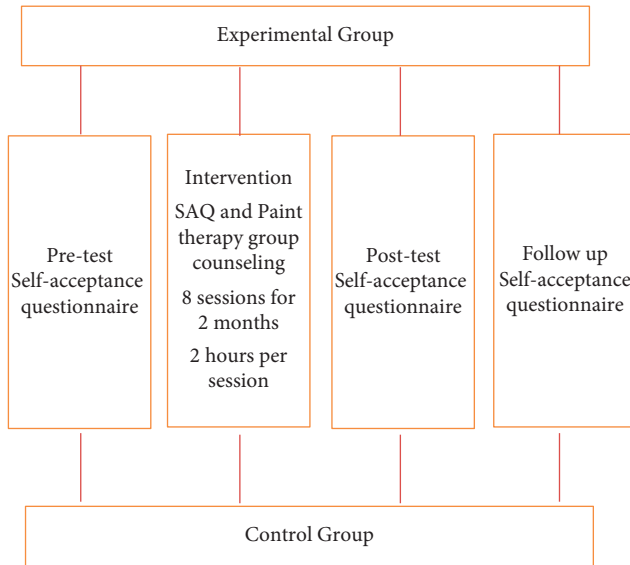 Experimental Group
Pre-test
Self-acceptance
questionnaire
Intervention
SAQ and Paint
therapy group
counseling
8 sessions for
2 months
2 hours per
session
Post-test
Self-acceptance
questionnaire
Follow up
Self-acceptance
questionnaire
Control Group